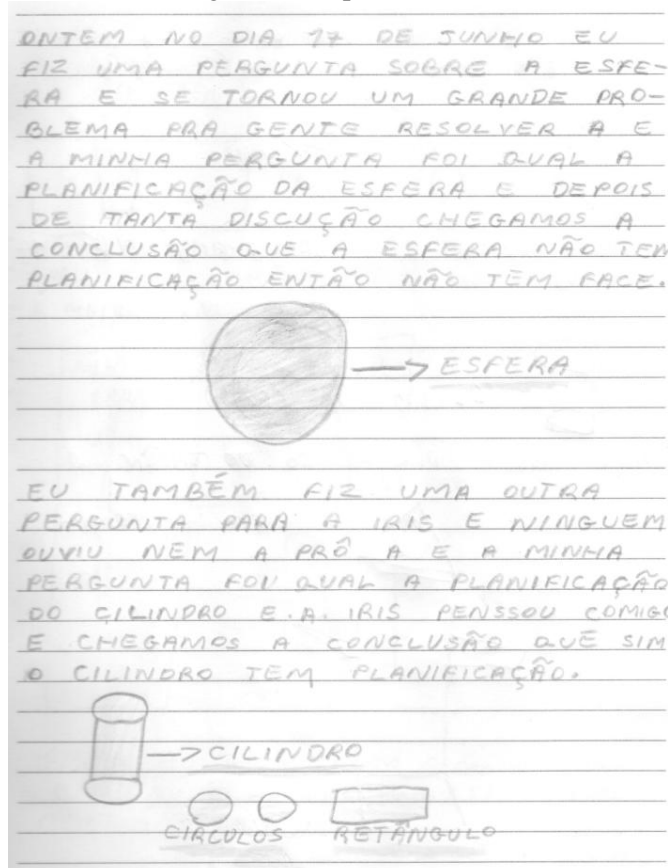 ONTEM NO DIA 17 DE JUNHO EU
FIZ UMA PERGUNTA SOBRE A ESFE-
RA E SE TORNOU UM GRANDE PRO-
BLEMA PRA GENTE RESOLVER A E
A MINHA PERGUNTA FOI QUAL A
PLANIFICAÇÃO DA ESFERA E DEPOIS
DE TANTA DISCUÇÃO CHEGAMOS A
CONCLUSÃO QUE A ESFERA NÃO TEM
PLANIFICAÇÃO ENTÃO NÃO TEM FACE.
ESFERA
EU TAMBÉM FIZ UMA OUTRA
PERGUNTA PARA A IRIS E NINGUEM
OUVIU NEM A PRÔ A E A MINHA
PERGUNTA FOI QUAL A PLANIFICAÇÃO
DO CILINDRO E.A. IRIS PENSSOU COMIGO
E CHEGAMOS A CONCLUSÃO QUE SIM
O CILINDRO TEM PLANIFICAÇÃO.
CILINDRO
CIRCULOS RETÂNGULO